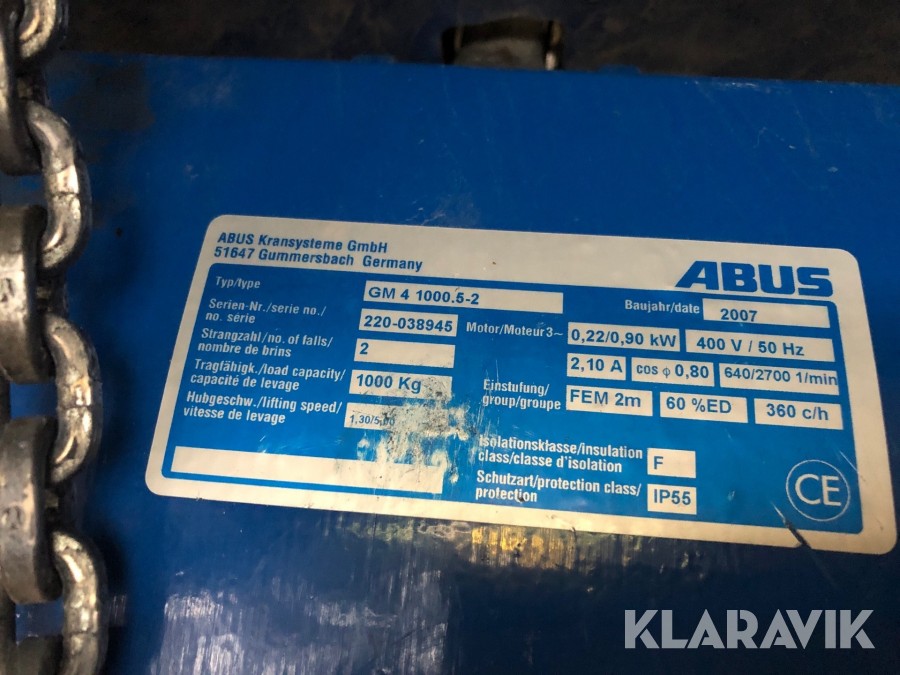 ABUS Kransysteme GmbH
51647 Gummersbach Germany
ABUS
Typ/type
GM 4 1000.5-2
Baujahr/date
2007
Serien-Nr./serie no./
no. série
220-038945
Motor/Moteur 3~
0,22/0,90 kW
400 V / 50 Hz
Strangzahl/no. of falls/
nombre de brins
2
2,10 A
cos φ 0,80
640/2700 1/min
Tragfähigk./load capacity/
capacité de levage
1000 Kg
Einstufung/
group/groupe
FEM 2m
60 %ED
360 c/h
Hubgeschw./lifting speed/
vitesse de levage
Isolationsklasse/insulation
class/classe d'isolation
F
Schutzart/protection class/
protection
IP55
CE
KLARAVIK